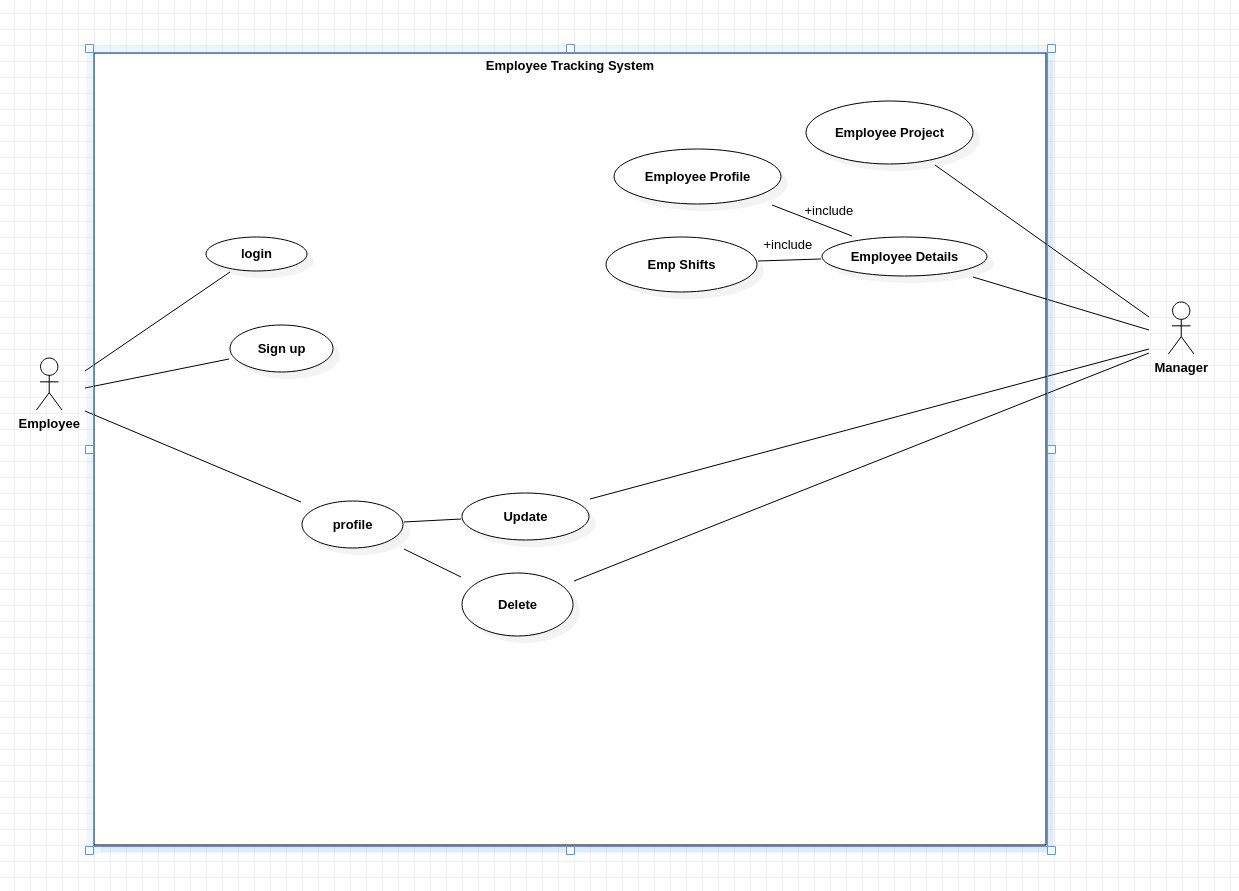 Employee Tracking System
Employee Project
Employee Profile
+include
+include
login
Employee Details
Emp Shifts
Sign up
Manager
Employee
Update
profile
Delete